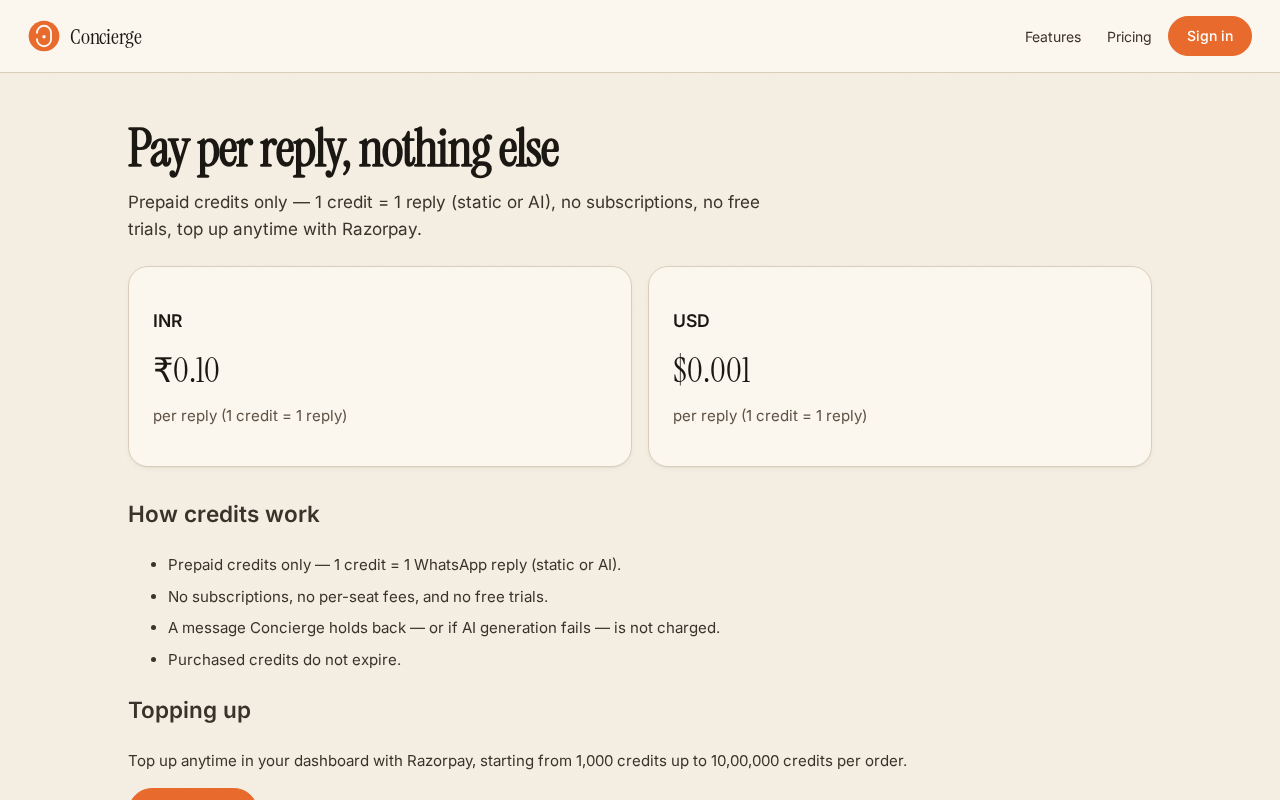 Concierge
Features
Pricing
Sign in
Pay per reply, nothing else
Prepaid credits only — 1 credit = 1 reply (static or AI), no subscriptions, no free
trials, top up anytime with Razorpay.
INR
₹0.10
per reply (1 credit = 1 reply)
USD
$0.001
per reply (1 credit = 1 reply)
How credits work
• Prepaid credits only — 1 credit = 1 WhatsApp reply (static or AI).
• No subscriptions, no per-seat fees, and no free trials.
• A message Concierge holds back — or if AI generation fails — is not charged.
• Purchased credits do not expire.
Topping up
Top up anytime in your dashboard with Razorpay, starting from 1,000 credits up to 10,00,000 credits per order.